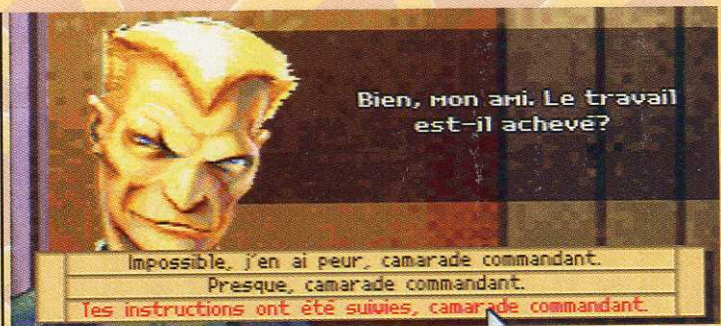 Bien, mon ami. Le travail
est-il achevé?
Impossible, j'en ai peur, camarade commandant.
Presque, camarade commandant.
Tes instructions ont été suivies, camarade commandant.